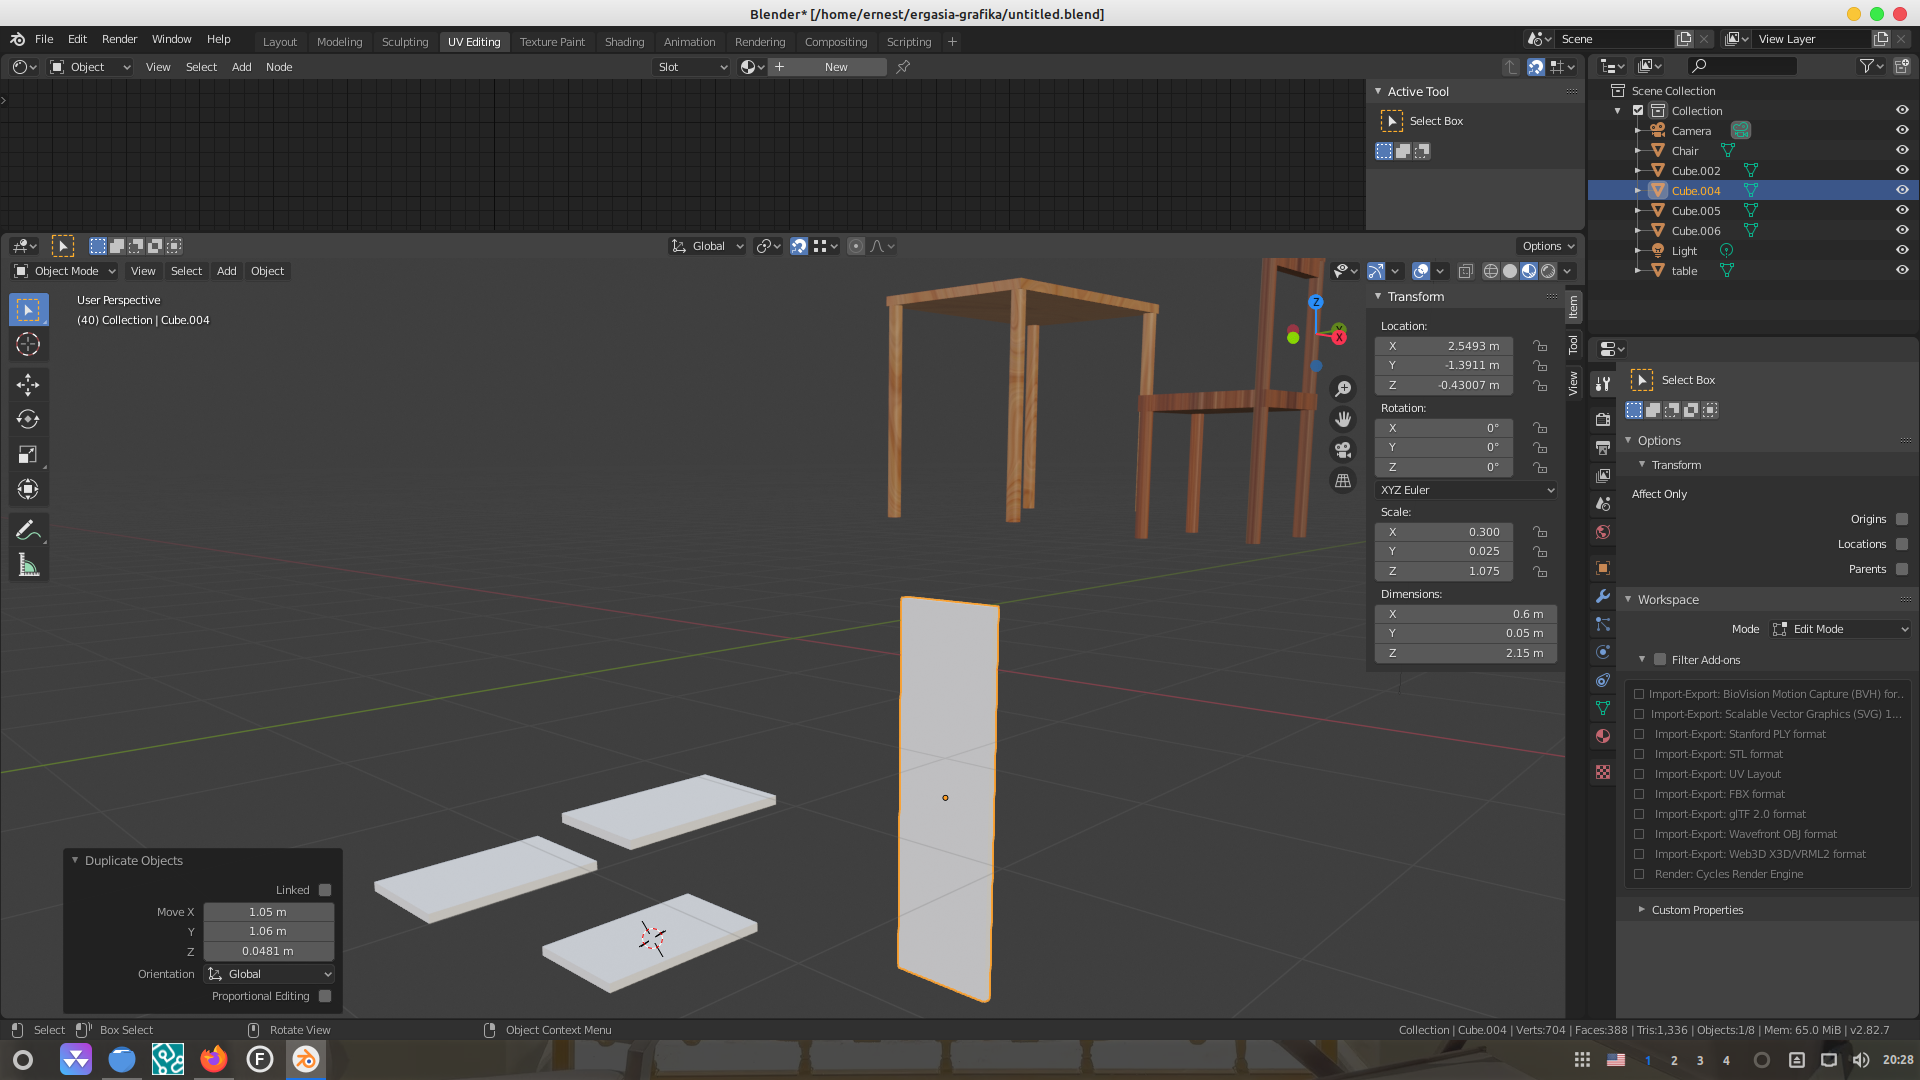 Blender* [/home/ernest/ergasia-grafika/untitled.blend]
File Edit Render Window Help
Layout Modeling Sculpting UV Editing Texture Paint Shading Animation Rendering Compositing Scripting +
Scene
View Layer
Object View Select Add Node
Slot
New
Active Tool
Select Box
Scene Collection
Collection
Camera
Chair
Cube.002
Cube.004
Cube.005
Cube.006
Light
table
Global
Options
Object Mode View Select Add Object
User Perspective
(40) Collection | Cube.004
Z
Y
X
Item
Tool
View
Transform
Location:
X 2.5493 m
Y -1.3911 m
Z -0.43007 m
Rotation:
X 0°
Y 0°
Z 0°
XYZ Euler
Scale:
X 0.300
Y 0.025
Z 1.075
Dimensions:
X 0.6 m
Y 0.05 m
Z 2.15 m
Select Box
Options
Transform
Affect Only
Origins
Locations
Parents
Workspace
Mode Edit Mode
Filter Add-ons
Import-Export: BioVision Motion Capture (BVH) for..
Import-Export: Scalable Vector Graphics (SVG) 1...
Import-Export: Stanford PLY format
Import-Export: STL format
Import-Export: UV Layout
Import-Export: FBX format
Import-Export: glTF 2.0 format
Import-Export: Wavefront OBJ format
Import-Export: Web3D X3D/VRML2 format
Render: Cycles Render Engine
Custom Properties
Duplicate Objects
Linked
Move X 1.05 m
Y 1.06 m
Z 0.0481 m
Orientation Global
Proportional Editing
Select Box Select Rotate View Object Context Menu
Collection | Cube.004 | Verts:704 | Faces:388 | Tris:1,336 | Objects:1/8 | Mem: 65.0 MiB | v2.82.7
F
1 2 3 4
20:28